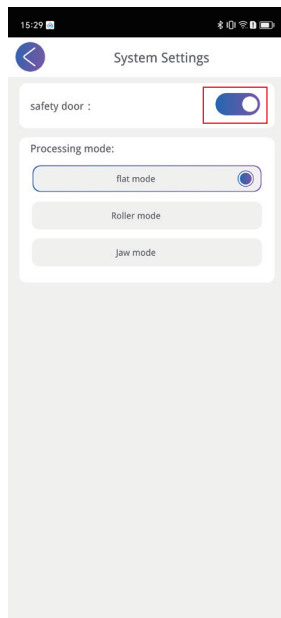 15:29
System Settings
safety door :
Processing mode:
flat mode
Roller mode
Jaw mode